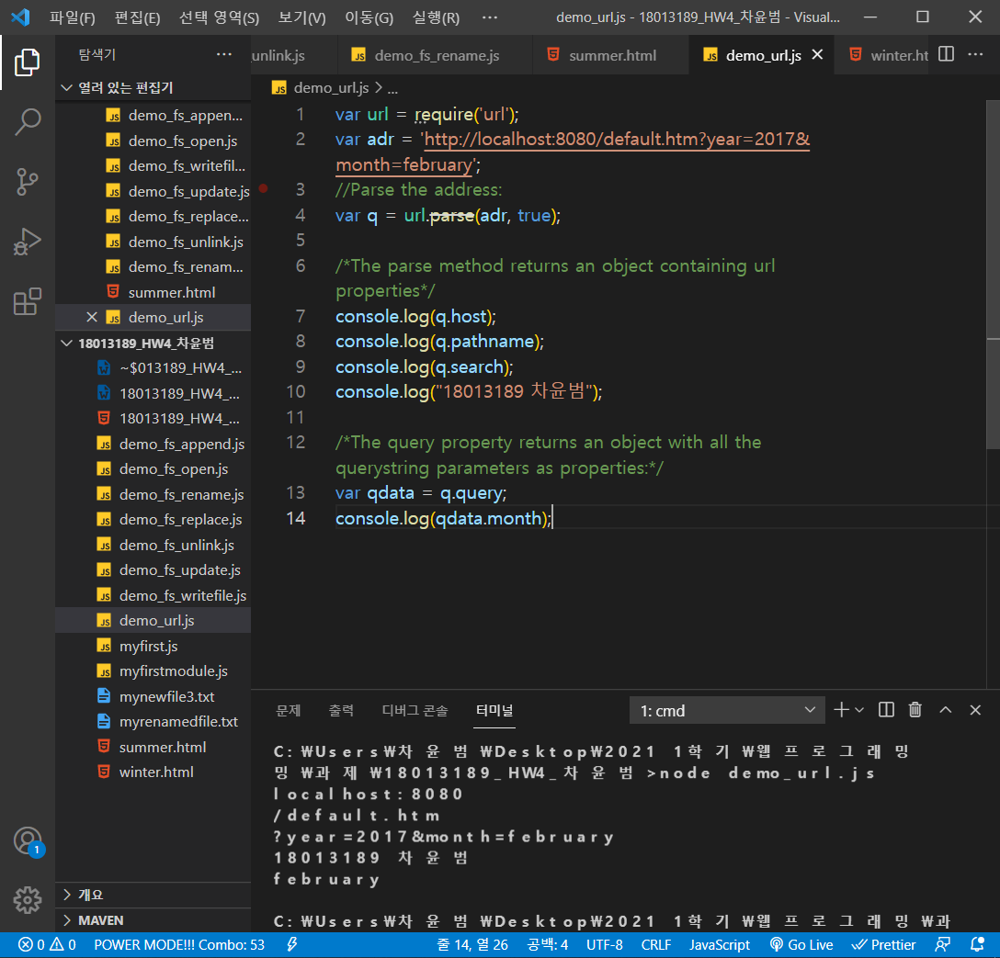 파일(F) 편집(E) 선택 영역(S) 보기(V) 이동(G) 실행(R) ··· demo_url.js - 18013189_HW4_차윤범 - Visual...
탐색기 ···
unlink.js demo_fs_rename.js summer.html demo_url.js winter.ht ···
열려 있는 편집기
demo_fs_appen...
demo_fs_open.js
demo_fs_writefil...
demo_fs_update.js
demo_fs_replace...
demo_fs_unlink.js
demo_fs_renam...
summer.html
demo_url.js
18013189_HW4_차윤범
~$013189_HW4_...
18013189_HW4_...
18013189_HW4_...
demo_fs_append.js
demo_fs_open.js
demo_fs_rename.js
demo_fs_replace.js
demo_fs_unlink.js
demo_fs_update.js
demo_fs_writefile.js
demo_url.js
myfirst.js
myfirstmodule.js
mynewfile3.txt
myrenamedfile.txt
summer.html
winter.html
개요
MAVEN
demo_url.js > ...
1 var url = require('url');
2 var adr = 'http://localhost:8080/default.htm?year=2017&
month=february';
3 //Parse the address:
4 var q = url.parse(adr, true);
5
6 /*The parse method returns an object containing url
properties*/
7 console.log(q.host);
8 console.log(q.pathname);
9 console.log(q.search);
10 console.log("18013189 차윤범");
11
12 /*The query property returns an object with all the
querystring parameters as properties:*/
13 var qdata = q.query;
14 console.log(qdata.month);
문제 출력 디버그 콘솔 터미널 1: cmd
C:₩Users₩차윤범₩Desktop₩2021 1학기₩웹프로그래밍
밍₩과제₩18013189_HW4_차윤범>node demo_url.js
localhost:8080
/default.htm
?year=2017&month=february
18013189 차윤범
february
C:₩Users₩차윤범₩Desktop₩2021 1학기₩웹프로그래밍₩과
1
0 0 POWER MODE!!! Combo: 53 줄 14, 열 26 공백: 4 UTF-8 CRLF JavaScript Go Live Prettier